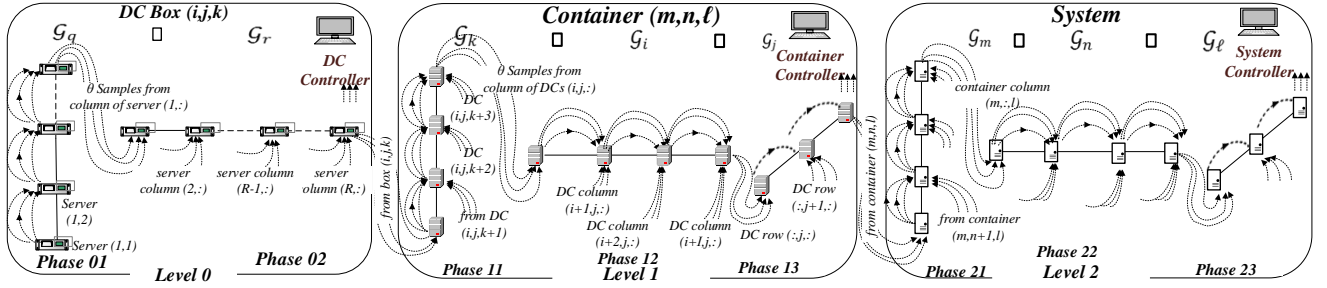 DC Box (i,j,k)
𝒢q
▯
𝒢r
DC
Controller
θ Samples from
column of server (1,:)
server
column (2,:)
server column
(R-1,:)
server
olumn (R,:)
Server
(1,2)
Server (1,1)
Phase 01
Level 0
Phase 02
from box (i,j,k)
Container (m,n,ℓ)
𝒢k
▯
𝒢i
▯
𝒢j
Container
Controller
θ Samples from
column of DCs (i,j,:)
DC
(i,j,k+3)
DC
(i,j,k+2)
from DC
(i,j,k+1)
DC column
(i+1,j,:)
DC column
(i+2,j,:)
DC column
(i+I,j,:)
DC row
(:,j+1,:)
DC row (:,j,:)
Phase 11
Phase 12
Level 1
Phase 13
from container (m,n,l)
System
𝒢m
▯
𝒢n
▯
𝒢ℓ
System
Controller
container column
(m,:,l)
from container
(m,n+1,l)
Phase 21
Phase 22
Level 2
Phase 23